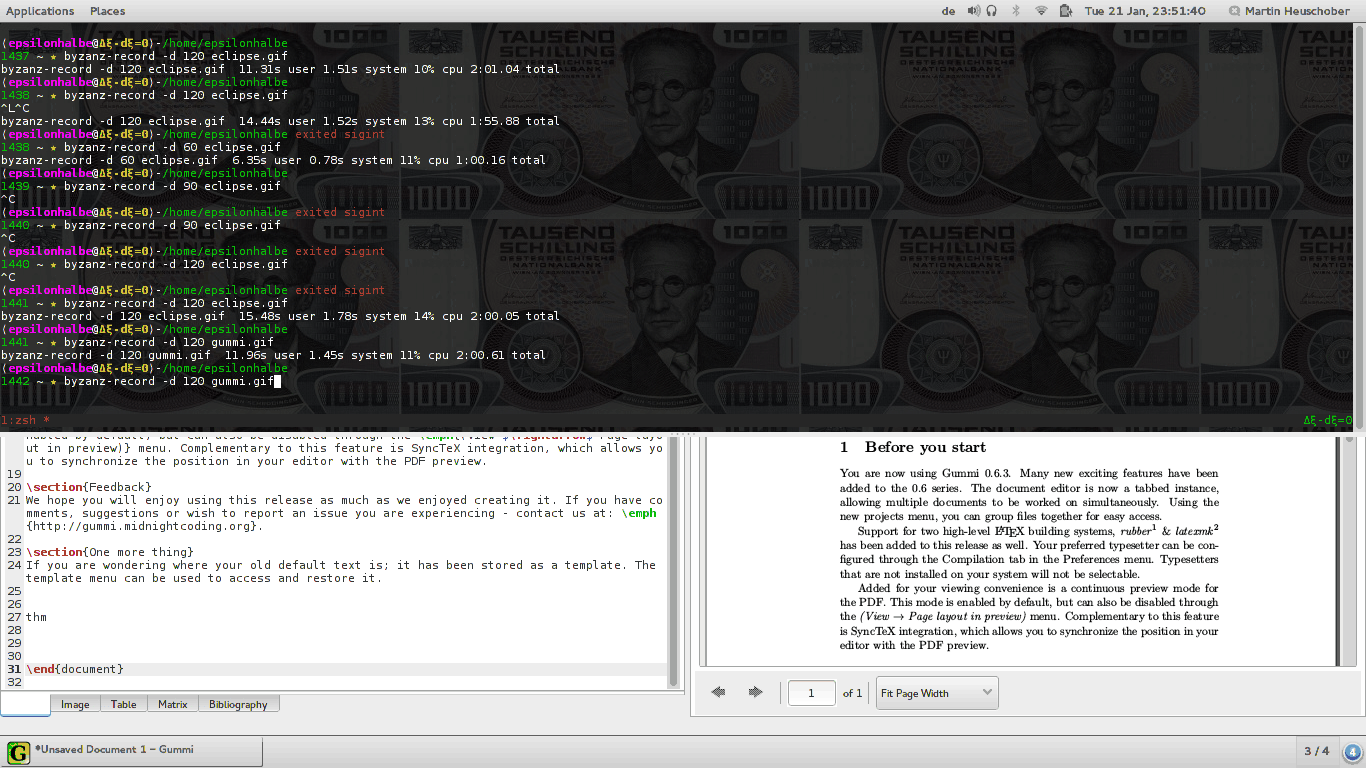 Applications Places de Tue 21 Jan, 23:51:40 Martin Heuschober
(epsilonhalbe@Δξ-dξ=0)-/home/epsilonhalbe
1437 ~ ★ byzanz-record -d 120 eclipse.gif
byzanz-record -d 120 eclipse.gif  11.31s user 1.51s system 10% cpu 2:01.04 total
(epsilonhalbe@Δξ-dξ=0)-/home/epsilonhalbe
1438 ~ ★ byzanz-record -d 120 eclipse.gif
^L^C
byzanz-record -d 120 eclipse.gif  14.44s user 1.52s system 13% cpu 1:55.88 total
(epsilonhalbe@Δξ-dξ=0)-/home/epsilonhalbe exited sigint
1438 ~ ★ byzanz-record -d 60 eclipse.gif
byzanz-record -d 60 eclipse.gif  6.35s user 0.78s system 11% cpu 1:00.16 total
(epsilonhalbe@Δξ-dξ=0)-/home/epsilonhalbe
1439 ~ ★ byzanz-record -d 90 eclipse.gif
^C
(epsilonhalbe@Δξ-dξ=0)-/home/epsilonhalbe exited sigint
1440 ~ ★ byzanz-record -d 90 eclipse.gif
^C
(epsilonhalbe@Δξ-dξ=0)-/home/epsilonhalbe exited sigint
1440 ~ ★ byzanz-record -d 120 eclipse.gif
^C
(epsilonhalbe@Δξ-dξ=0)-/home/epsilonhalbe exited sigint
1441 ~ ★ byzanz-record -d 120 eclipse.gif
byzanz-record -d 120 eclipse.gif  15.48s user 1.78s system 14% cpu 2:00.05 total
(epsilonhalbe@Δξ-dξ=0)-/home/epsilonhalbe
1441 ~ ★ byzanz-record -d 120 gummi.gif
byzanz-record -d 120 gummi.gif  11.96s user 1.45s system 11% cpu 2:00.61 total
(epsilonhalbe@Δξ-dξ=0)-/home/epsilonhalbe
1442 ~ ★ byzanz-record -d 120 gummi.gif
1:zsh * Δξ-dξ=0
TAUSEND
SCHILLING
OESTERREICHISCHE
NATIONALBANK
1000
ut in preview)} menu. Complementary to this feature is SyncTeX integration, which allows yo
u to synchronize the position in your editor with the PDF preview.
19
20 \section{Feedback}
21 We hope you will enjoy using this release as much as we enjoyed creating it. If you have co
mments, suggestions or wish to report an issue you are experiencing - contact us at: \emph
{http://gummi.midnightcoding.org}.
22
23 \section{One more thing}
24 If you are wondering where your old default text is; it has been stored as a template. The
template menu can be used to access and restore it.
25
26
27 thm
28
29
30
31 \end{document}
32
Image Table Matrix Bibliography
1 Before you start
You are now using Gummi 0.6.3. Many new exciting features have been
added to the 0.6 series. The document editor is now a tabbed instance,
allowing multiple documents to be worked on simultaneously. Using the
new projects menu, you can group files together for easy access.
Support for two high-level LATEX building systems, rubber¹ & latexmk²
has been added to this release as well. Your preferred typesetter can be con-
figured through the Compilation tab in the Preferences menu. Typesetters
that are not installed on your system will not be selectable.
Added for your viewing convenience is a continuous preview mode for
the PDF. This mode is enabled by default, but can also be disabled through
the (View → Page layout in preview) menu. Complementary to this feature
is SyncTeX integration, which allows you to synchronize the position in your
editor with the PDF preview.
1 of 1 Fit Page Width
G *Unsaved Document 1 – Gummi 3 / 4 4